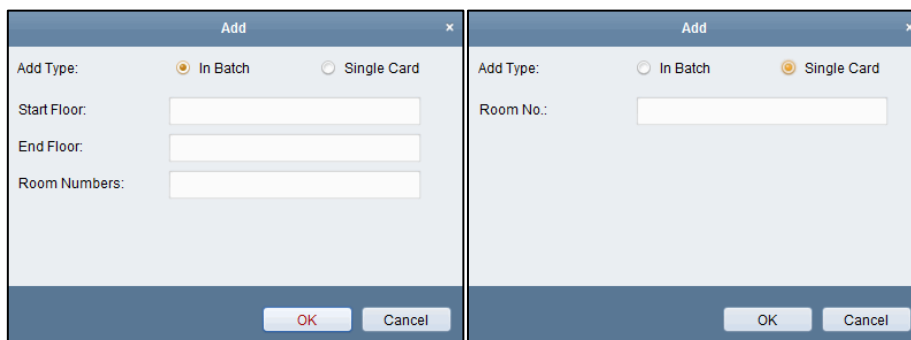 Add ×
Add Type: In Batch Single Card
Start Floor:
End Floor:
Room Numbers:
OK Cancel
Add ×
Add Type: In Batch Single Card
Room No.:
OK Cancel